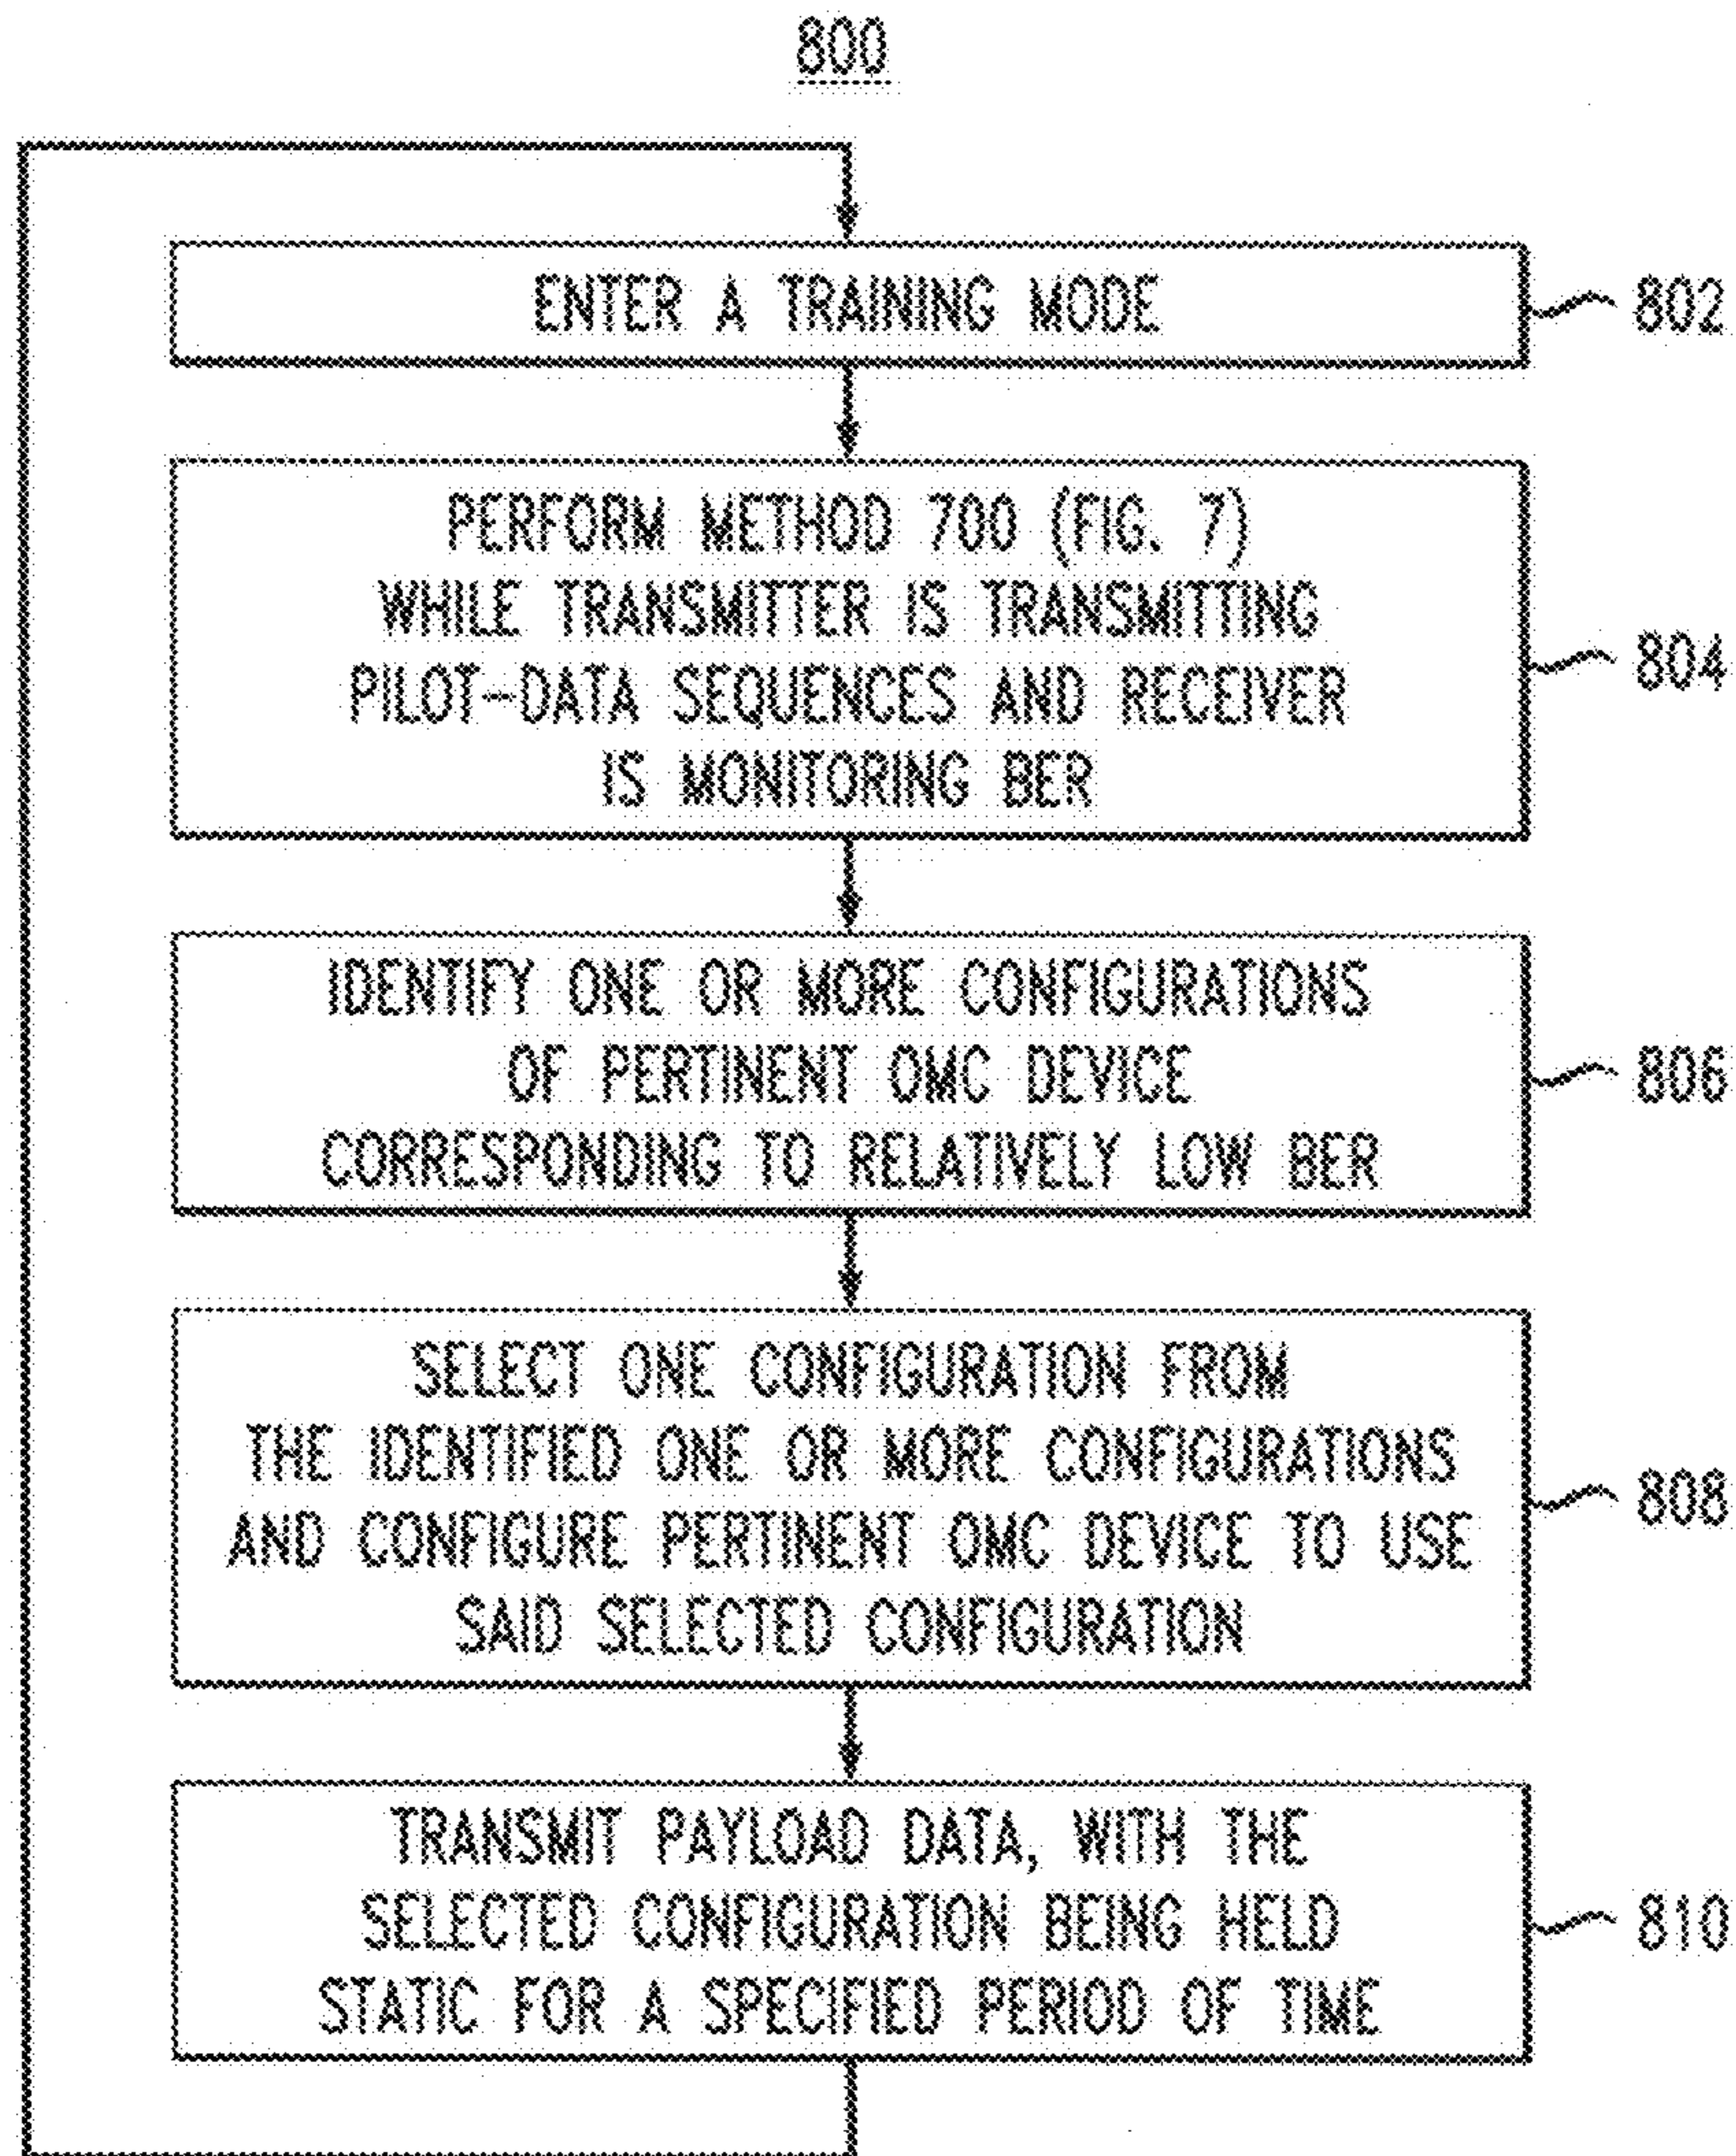 800
ENTER A TRAINING MODE
802
PERFORM METHOD 700 (FIG. 7)
WHILE TRANSMITTER IS TRANSMITTING
PILOT-DATA SEQUENCES AND RECEIVER
IS MONITORING BER
804
IDENTIFY ONE OR MORE CONFIGURATIONS
OF PERTINENT OMC DEVICE
CORRESPONDING TO RELATIVELY LOW BER
806
SELECT ONE CONFIGURATION FROM
THE IDENTIFIED ONE OR MORE CONFIGURATIONS
AND CONFIGURE PERTINENT OMC DEVICE TO USE
SAID SELECTED CONFIGURATION
808
TRANSMIT PAYLOAD DATA, WITH THE
SELECTED CONFIGURATION BEING HELD
STATIC FOR A SPECIFIED PERIOD OF TIME
810